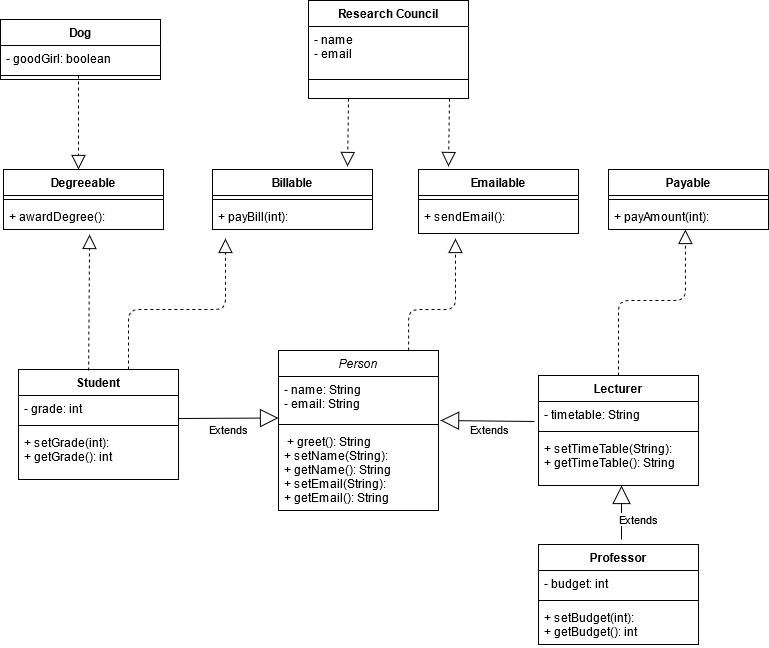 Dog
- goodGirl: boolean
Research Council
- name
- email
Degreeable
+ awardDegree():
Billable
+ payBill(int):
Emailable
+ sendEmail():
Payable
+ payAmount(int):
Student
- grade: int
+ setGrade(int):
+ getGrade(): int
Extends
Person
- name: String
- email: String
+ greet(): String
+ setName(String):
+ getName(): String
+ setEmail(String):
+ getEmail(): String
Extends
Lecturer
- timetable: String
+ setTimeTable(String):
+ getTimeTable(): String
Extends
Professor
- budget: int
+ setBudget(int):
+ getBudget(): int